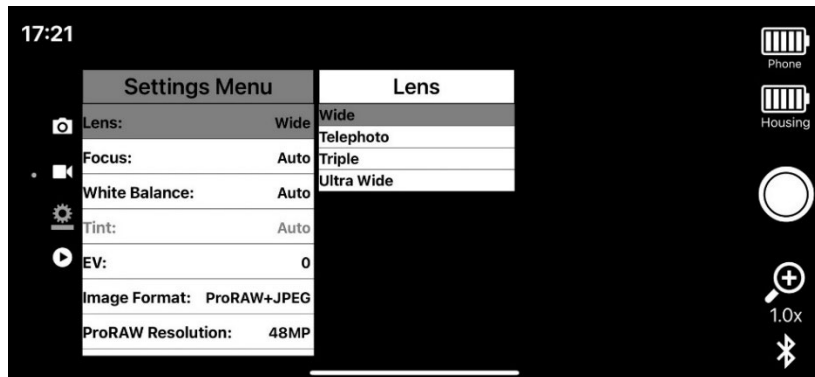 17:21
Settings Menu
Lens: Wide
Focus: Auto
White Balance: Auto
Tint: Auto
EV: 0
Image Format: ProRAW+JPEG
ProRAW Resolution: 48MP
Lens
Wide
Telephoto
Triple
Ultra Wide
Phone
Housing
1.0x